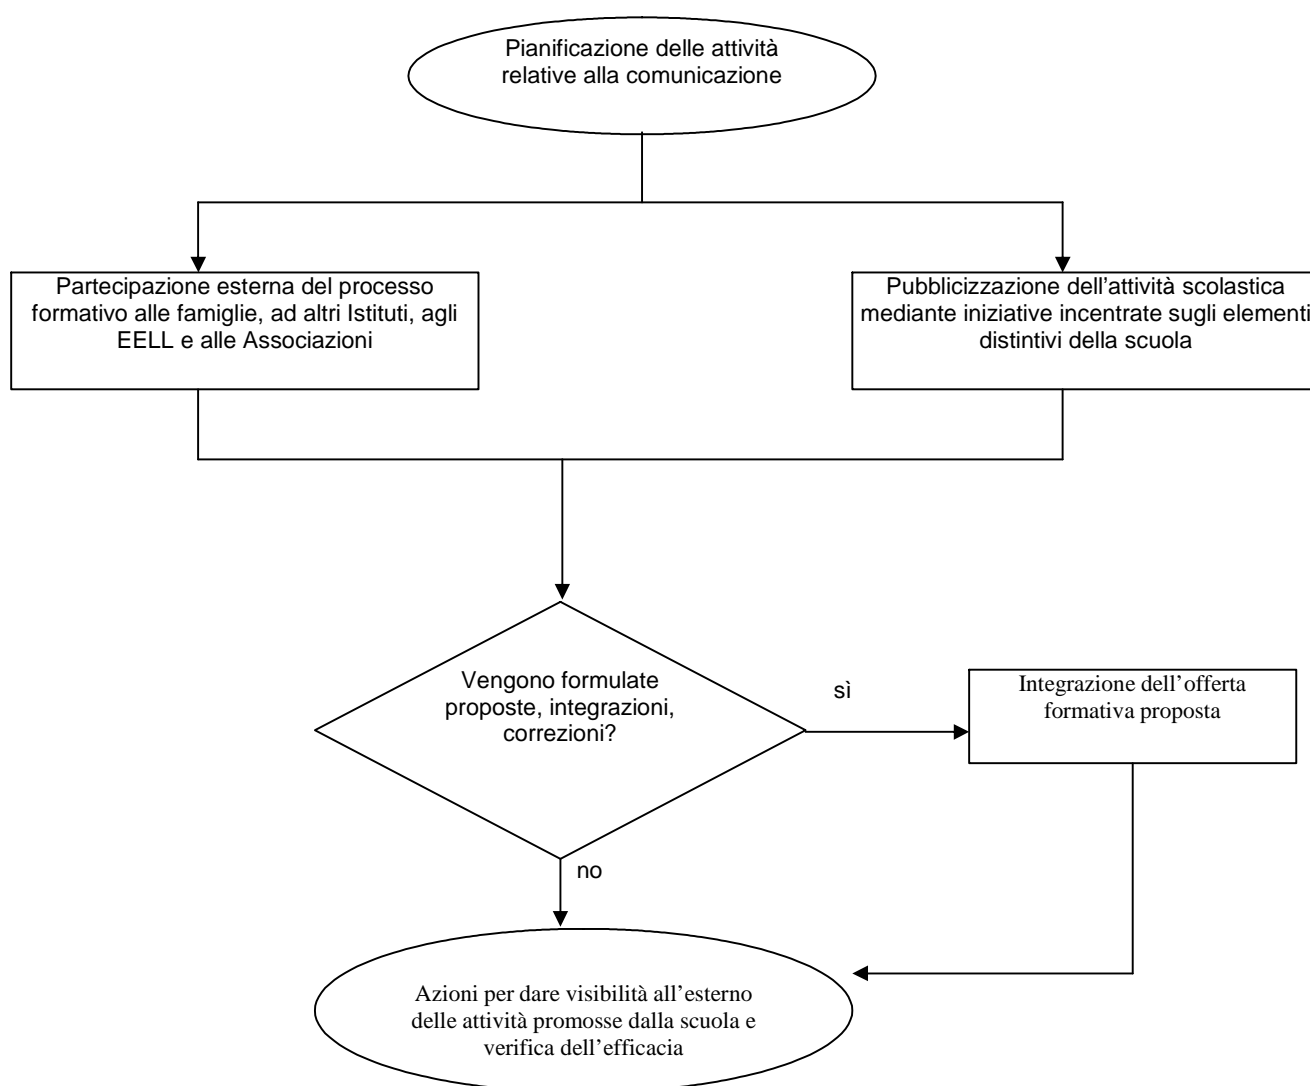 Pianificazione delle attività
relative alla comunicazione
Partecipazione esterna del processo
formativo alle famiglie, ad altri Istituti, agli
EELL e alle Associazioni
Pubblicizzazione dell’attività scolastica
mediante iniziative incentrate sugli elementi
distintivi della scuola
Vengono formulate
proposte, integrazioni,
correzioni?
sì
Integrazione dell’offerta
formativa proposta
no
Azioni per dare visibilità all’esterno
delle attività promosse dalla scuola e
verifica dell’efficacia